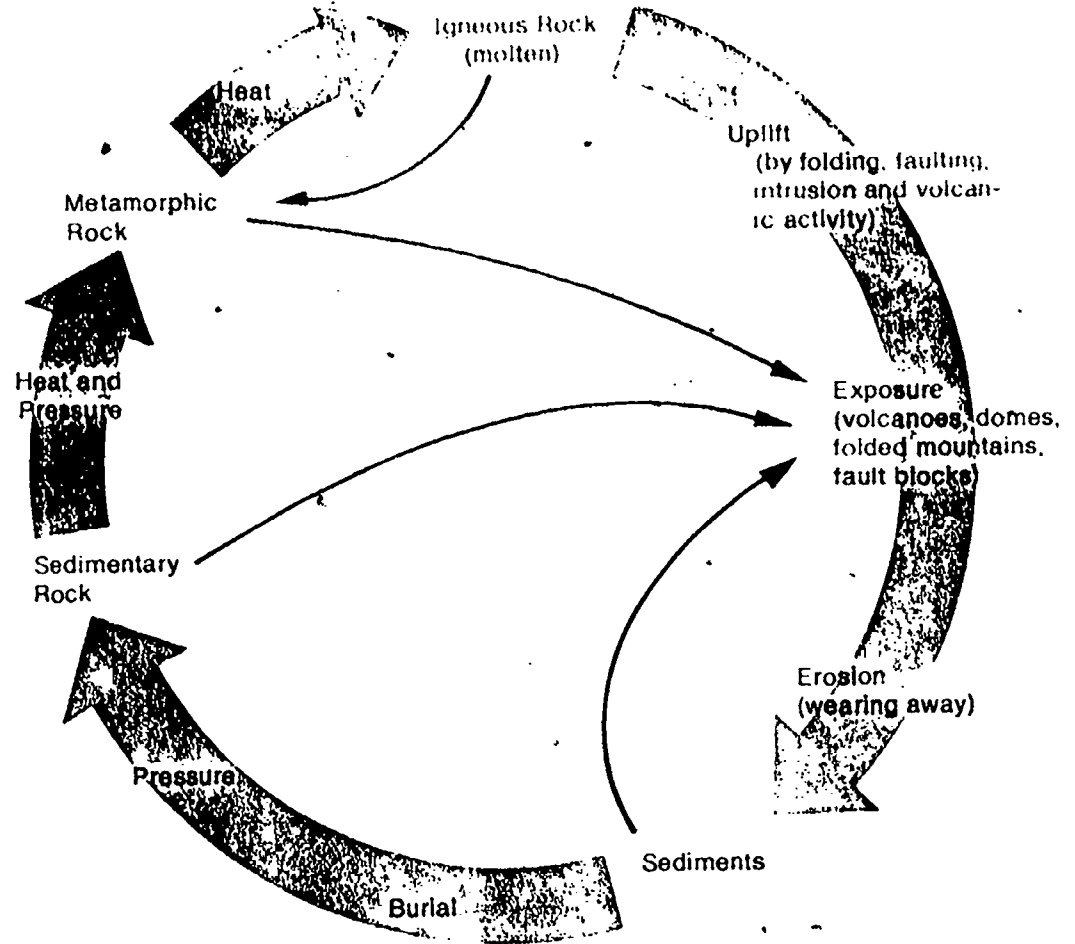 Igneous Rock
(molten)
Heat
Uplift
(by folding, faulting,
intrusion and volcan-
ic activity)
Metamorphic
Rock
Heat and
Pressure
Exposure
(volcanoes, domes,
folded mountains,
fault blocks)
Sedimentary
Rock
Erosion
(wearing away)
Pressure
Sediments
Burial